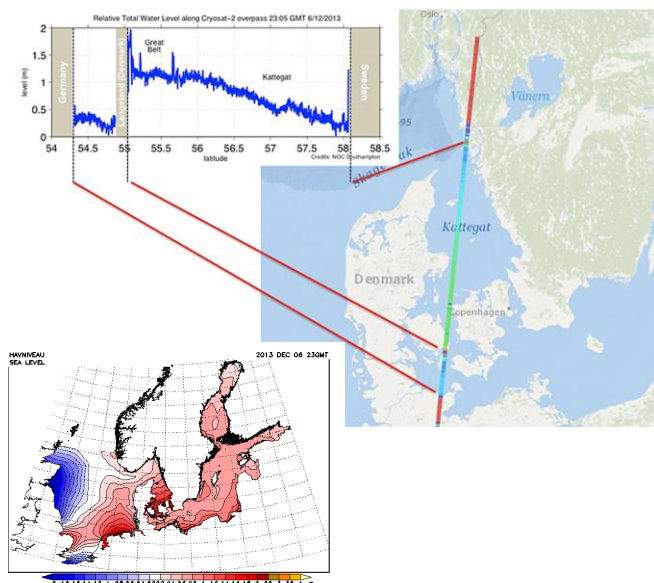 Relative Total Water Level along Cryosat-2 overpass 23:05 GMT 6/12/2013
level (m)
2
1.5
1
0.5
0
Germany
Langeland (Denmark)
Great
Belt
Kattegat
Sweden
54 54.5 55 55.5 56 56.5 57 57.5 58 58.5
latitude
Credits: NOC Southampton
Oslo
Vänern
Skagerrak
Kattegat
Denmark
Copenhagen
HAVNIVEAU
SEA LEVEL
2013 DEC 06 23GMT